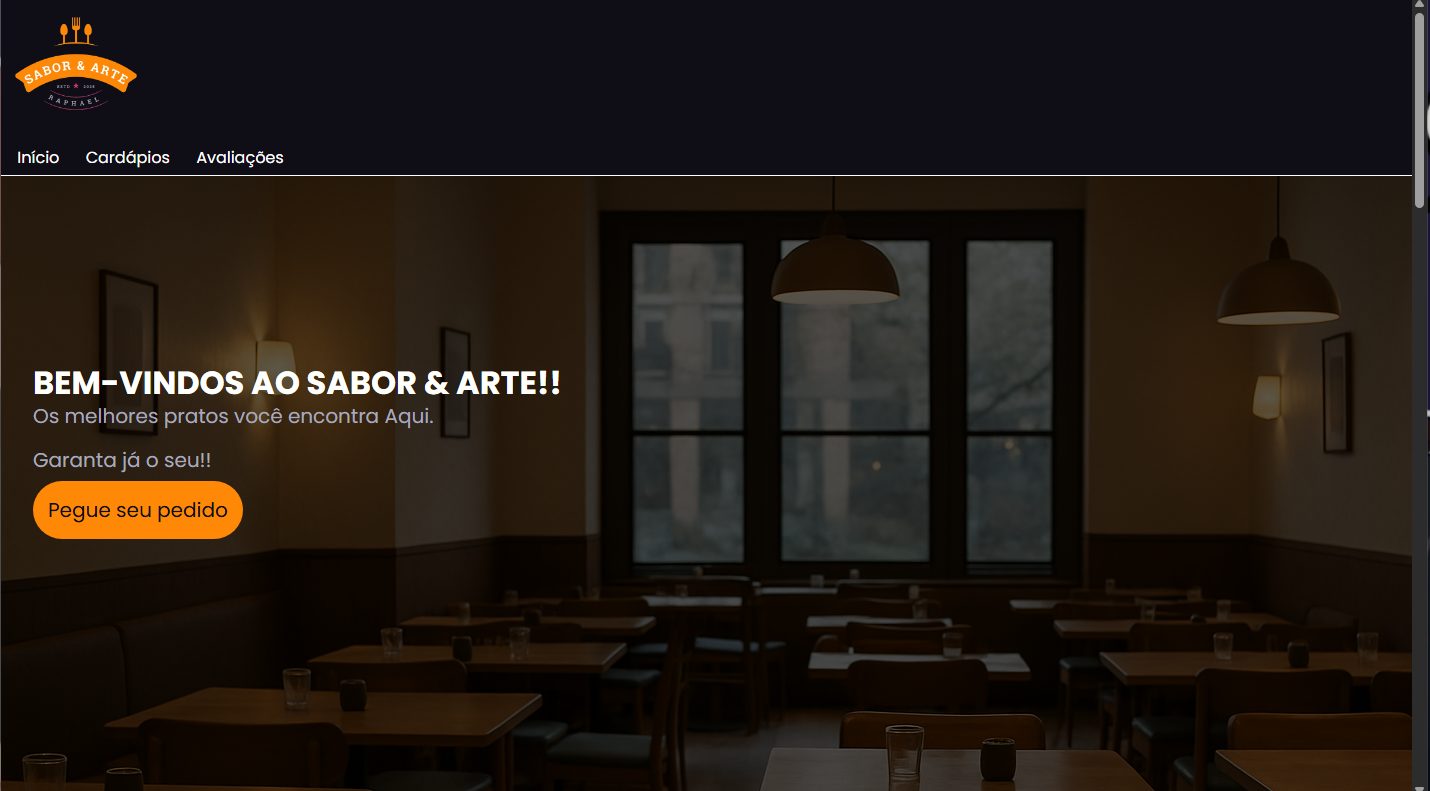 SABOR & ARTE
ESTD 2019
RAPHAEL
Início Cardápios Avaliações
BEM-VINDOS AO SABOR & ARTE!!
Os melhores pratos você encontra Aqui.
Garanta já o seu!!
Pegue seu pedido